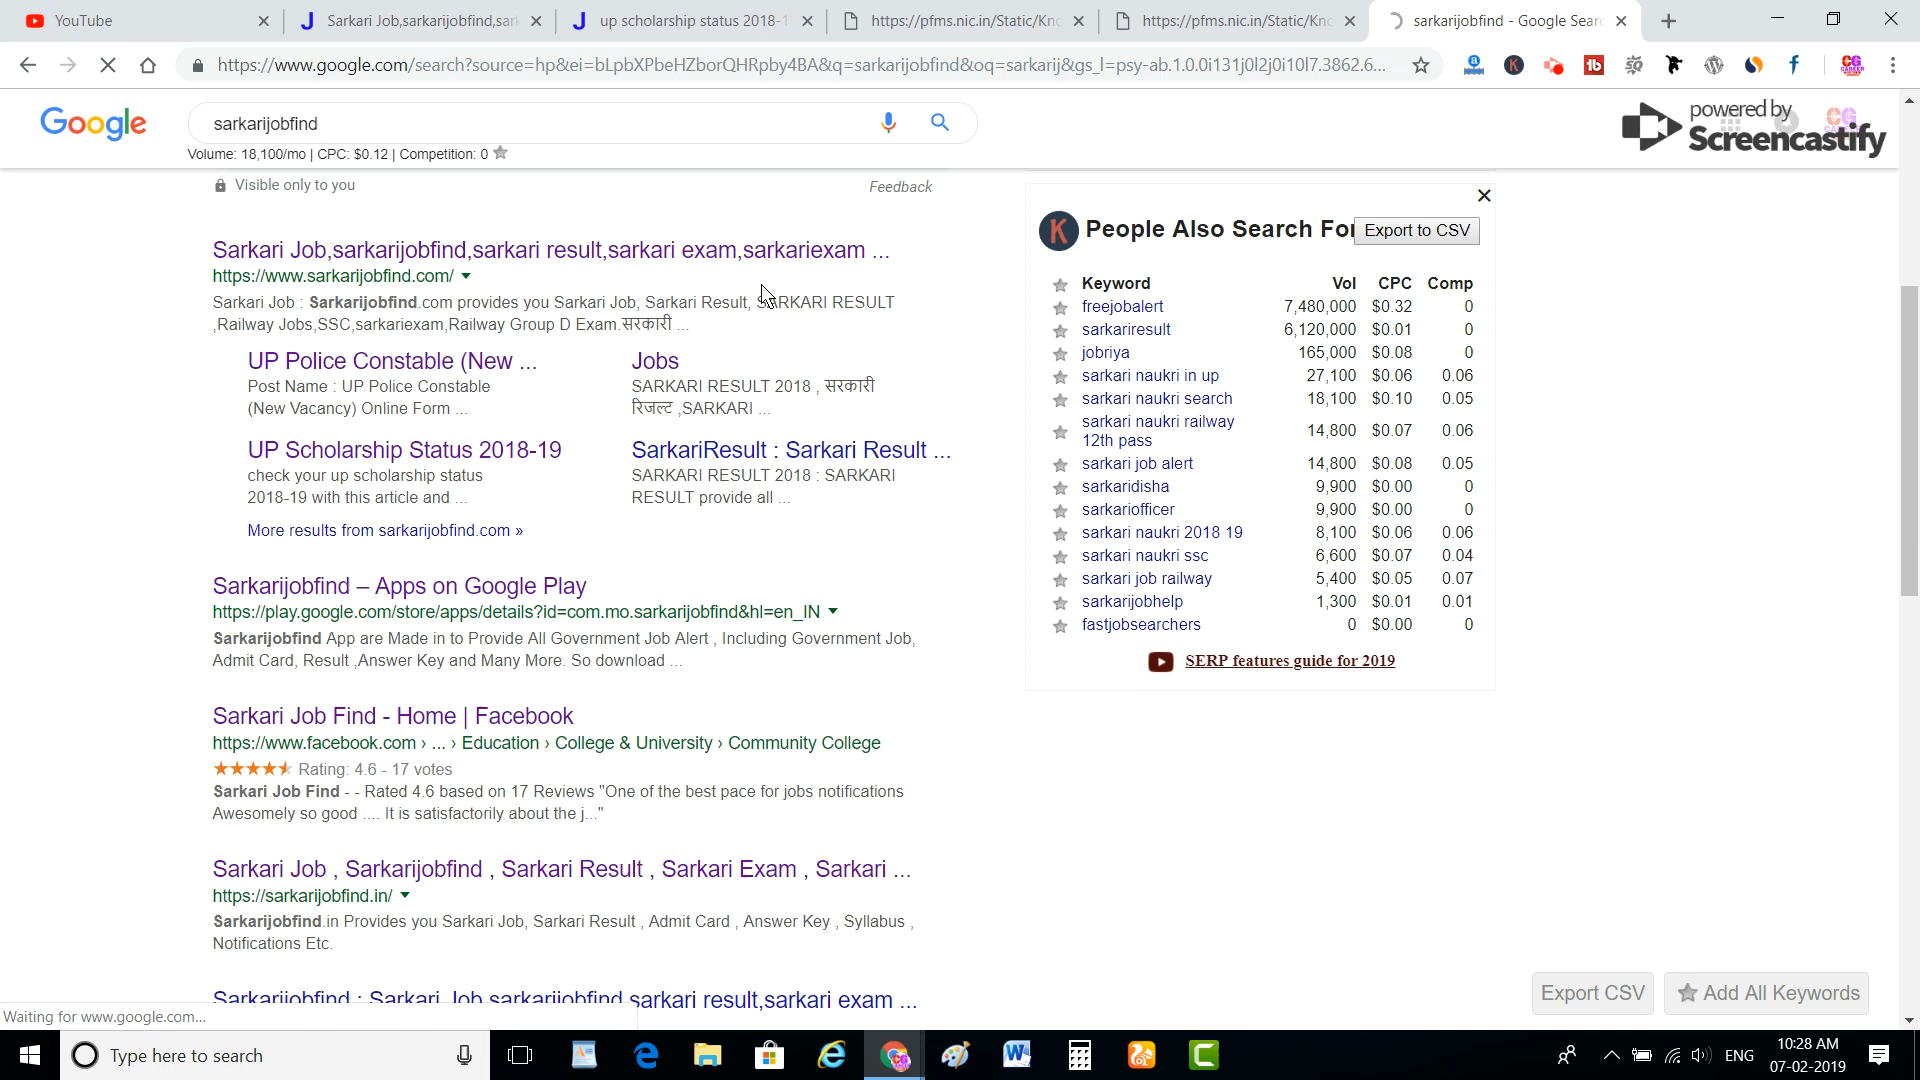 YouTube
Sarkari Job,sarkarijobfind,sark
up scholarship status 2018-1
https://pfms.nic.in/Static/Kno
https://pfms.nic.in/Static/Kno
sarkarijobfind - Google Searc
https://www.google.com/search?source=hp&ei=bLpbXPbeHZborQHRpby4BA&q=sarkarijobfind&oq=sarkarij&gs_l=psy-ab.1.0.0i131j0l2j0i10l7.3862.6...
Google
sarkarijobfind
Volume: 18,100/mo | CPC: $0.12 | Competition: 0
powered by
Screencastify
Visible only to you
Feedback
Sarkari Job,sarkarijobfind,sarkari result,sarkari exam,sarkariexam ...
https://www.sarkarijobfind.com/
Sarkari Job : Sarkarijobfind.com provides you Sarkari Job, Sarkari Result, SARKARI RESULT
,Railway Jobs,SSC,sarkariexam,Railway Group D Exam.सरकारी ...
UP Police Constable (New ...
Post Name : UP Police Constable
(New Vacancy) Online Form ...
Jobs
SARKARI RESULT 2018 , सरकारी
रिजल्ट ,SARKARI ...
UP Scholarship Status 2018-19
check your up scholarship status
2018-19 with this article and ...
SarkariResult : Sarkari Result ...
SARKARI RESULT 2018 : SARKARI
RESULT provide all ...
More results from sarkarijobfind.com »
Sarkarijobfind – Apps on Google Play
https://play.google.com/store/apps/details?id=com.mo.sarkarijobfind&hl=en_IN
Sarkarijobfind App are Made in to Provide All Government Job Alert , Including Government Job,
Admit Card, Result ,Answer Key and Many More. So download ...
Sarkari Job Find - Home | Facebook
https://www.facebook.com › ... › Education › College & University › Community College
Rating: 4.6 - 17 votes
Sarkari Job Find - - Rated 4.6 based on 17 Reviews "One of the best pace for jobs notifications
Awesomely so good .... It is satisfactorily about the j..."
Sarkari Job , Sarkarijobfind , Sarkari Result , Sarkari Exam , Sarkari ...
https://sarkarijobfind.in/
Sarkarijobfind.in Provides you Sarkari Job, Sarkari Result , Admit Card , Answer Key , Syllabus ,
Notifications Etc.
Sarkarijobfind : Sarkari Job,sarkarijobfind,sarkari result,sarkari exam ...
Waiting for www.google.com...
K People Also Search For
Export to CSV
Keyword Vol CPC Comp
freejobalert 7,480,000 $0.32 0
sarkariresult 6,120,000 $0.01 0
jobriya 165,000 $0.08 0
sarkari naukri in up 27,100 $0.06 0.06
sarkari naukri search 18,100 $0.10 0.05
sarkari naukri railway
12th pass 14,800 $0.07 0.06
sarkari job alert 14,800 $0.08 0.05
sarkaridisha 9,900 $0.00 0
sarkariofficer 9,900 $0.00 0
sarkari naukri 2018 19 8,100 $0.06 0.06
sarkari naukri ssc 6,600 $0.07 0.04
sarkari job railway 5,400 $0.05 0.07
sarkarijobhelp 1,300 $0.01 0.01
fastjobsearchers 0 $0.00 0
SERP features guide for 2019
Export CSV
Add All Keywords
Type here to search
ENG
10:28 AM
07-02-2019